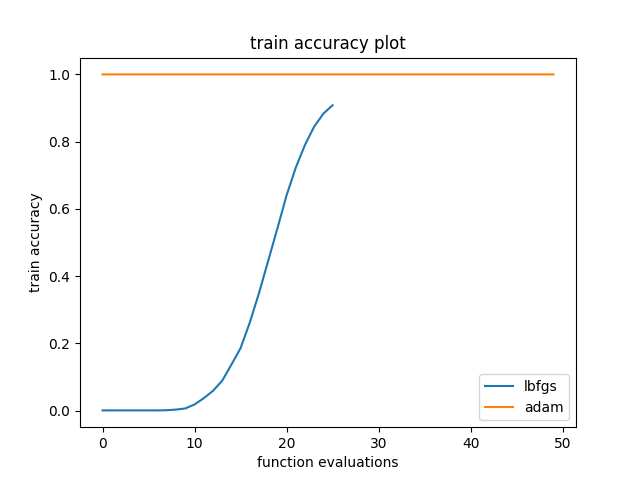 train accuracy plot
train accuracy
1.0
0.8
0.6
0.4
0.2
0.0
0 10 20 30 40 50
function evaluations
lbfgs
adam